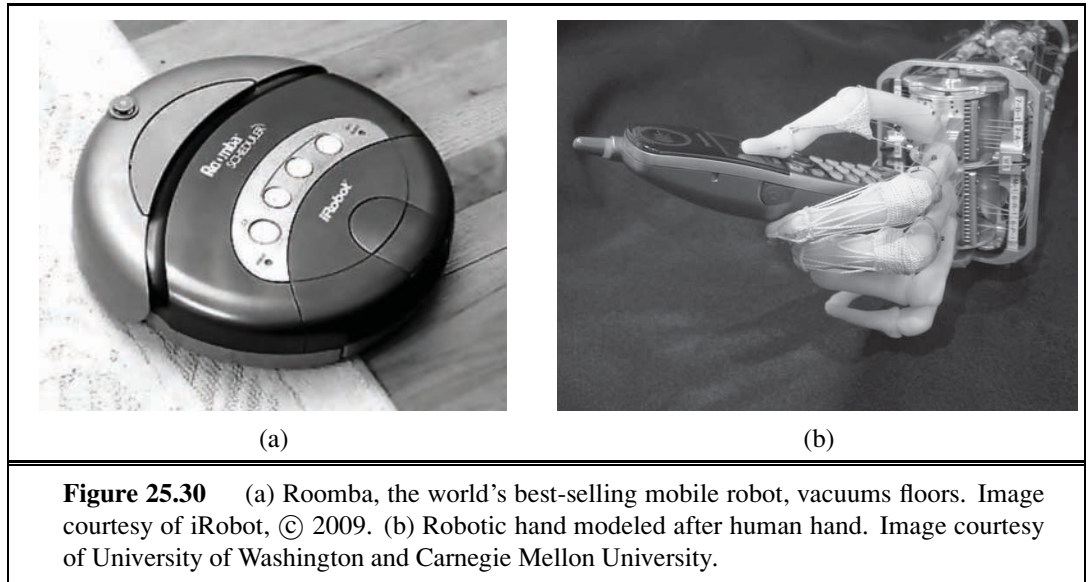 Roomba
SCHEDULER
iRobot
(a)
(b)
Figure 25.30 (a) Roomba, the world's best-selling mobile robot, vacuums floors. Image
courtesy of iRobot, © 2009. (b) Robotic hand modeled after human hand. Image courtesy
of University of Washington and Carnegie Mellon University.